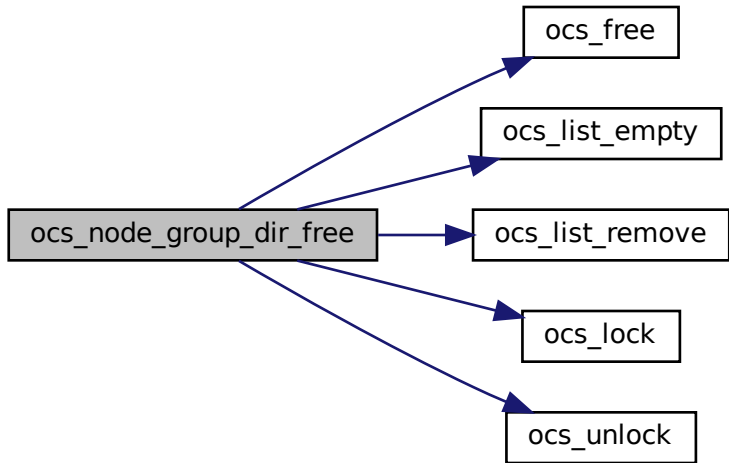 ocs_free
ocs_list_empty
ocs_node_group_dir_free
ocs_list_remove
ocs_lock
ocs_unlock